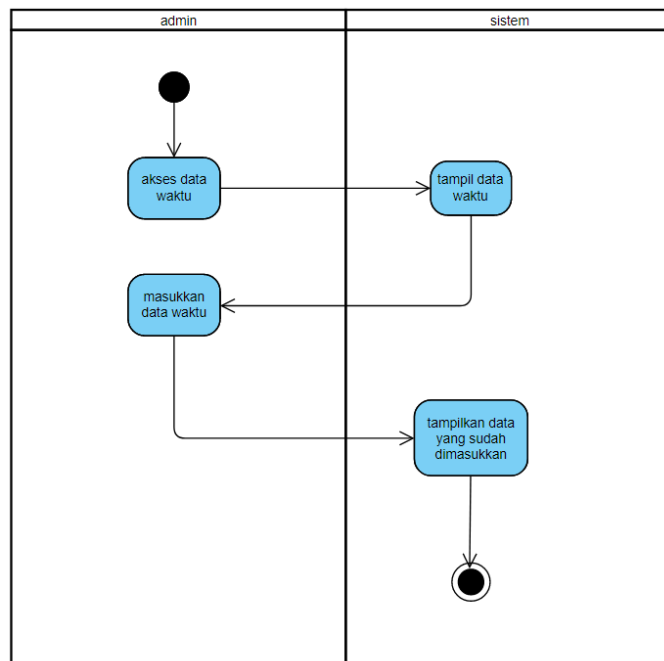 admin
sistem
akses data
waktu
tampil data
waktu
masukkan
data waktu
tampilkan data
yang sudah
dimasukkan